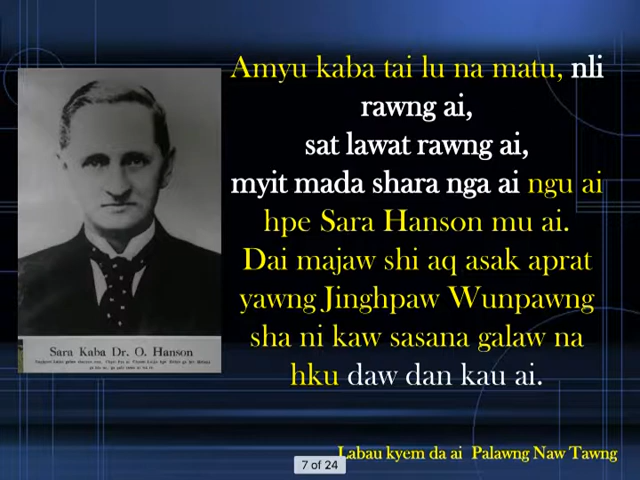 Amyu kaba tai lu na matu, nli
rawng ai,
sat lawat rawng ai,
myit mada shara nga ai ngu ai
hpe Sara Hanson mu ai.
Dai majaw shi aq asak aprat
yawng Jinghpaw Wunpawng
sha ni kaw sasana galaw na
hku daw dan kau ai.
Sara Kaba Dr. O. Hanson
Labau kyem da ai Palawng Naw Tawng
7 of 24